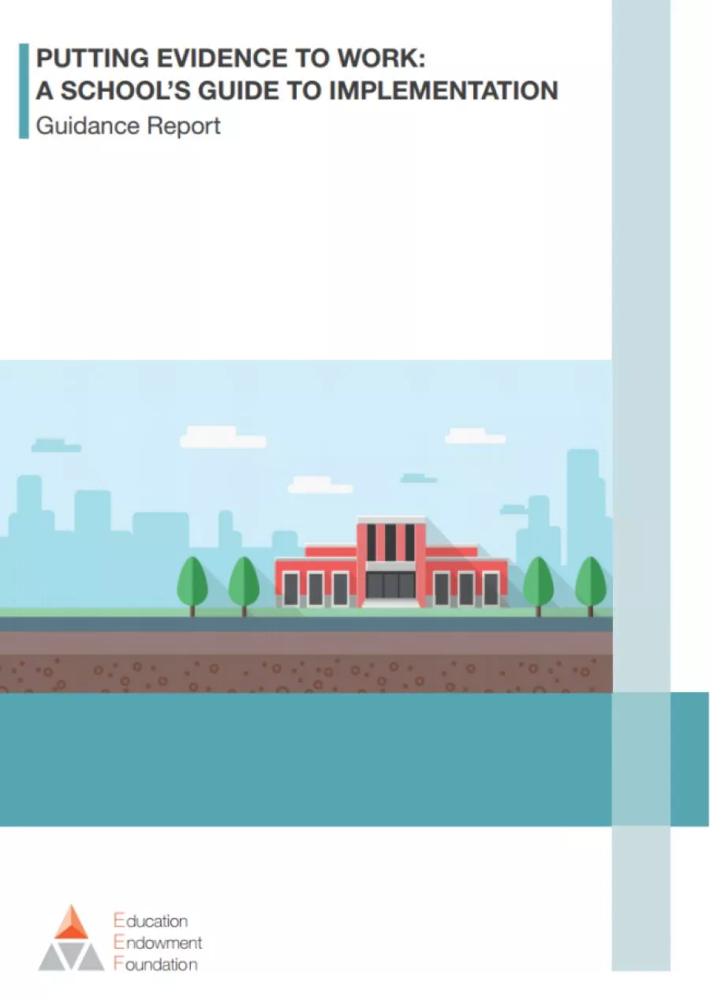 PUTTING EVIDENCE TO WORK:
A SCHOOL'S GUIDE TO IMPLEMENTATION
Guidance Report
Education
Endowment
Foundation